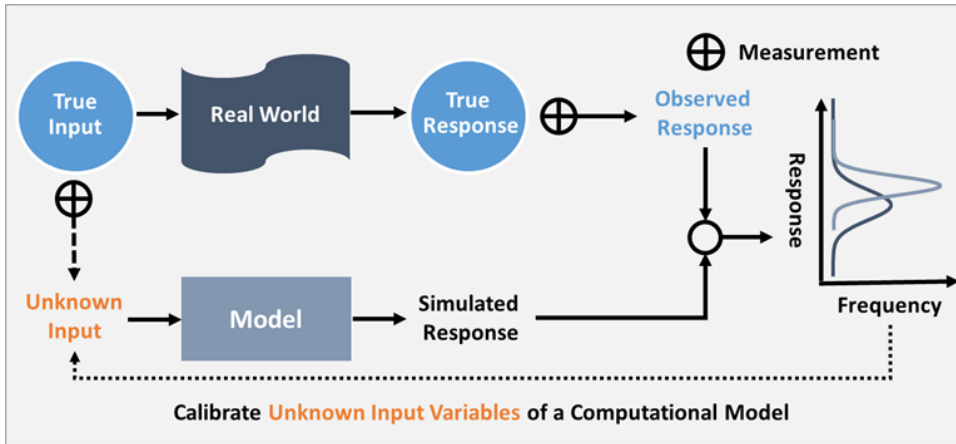 Measurement
True
Input
Real World
True
Response
Observed
Response
Response
Unknown
Input
Model
Simulated
Response
Frequency
Calibrate Unknown Input Variables of a Computational Model